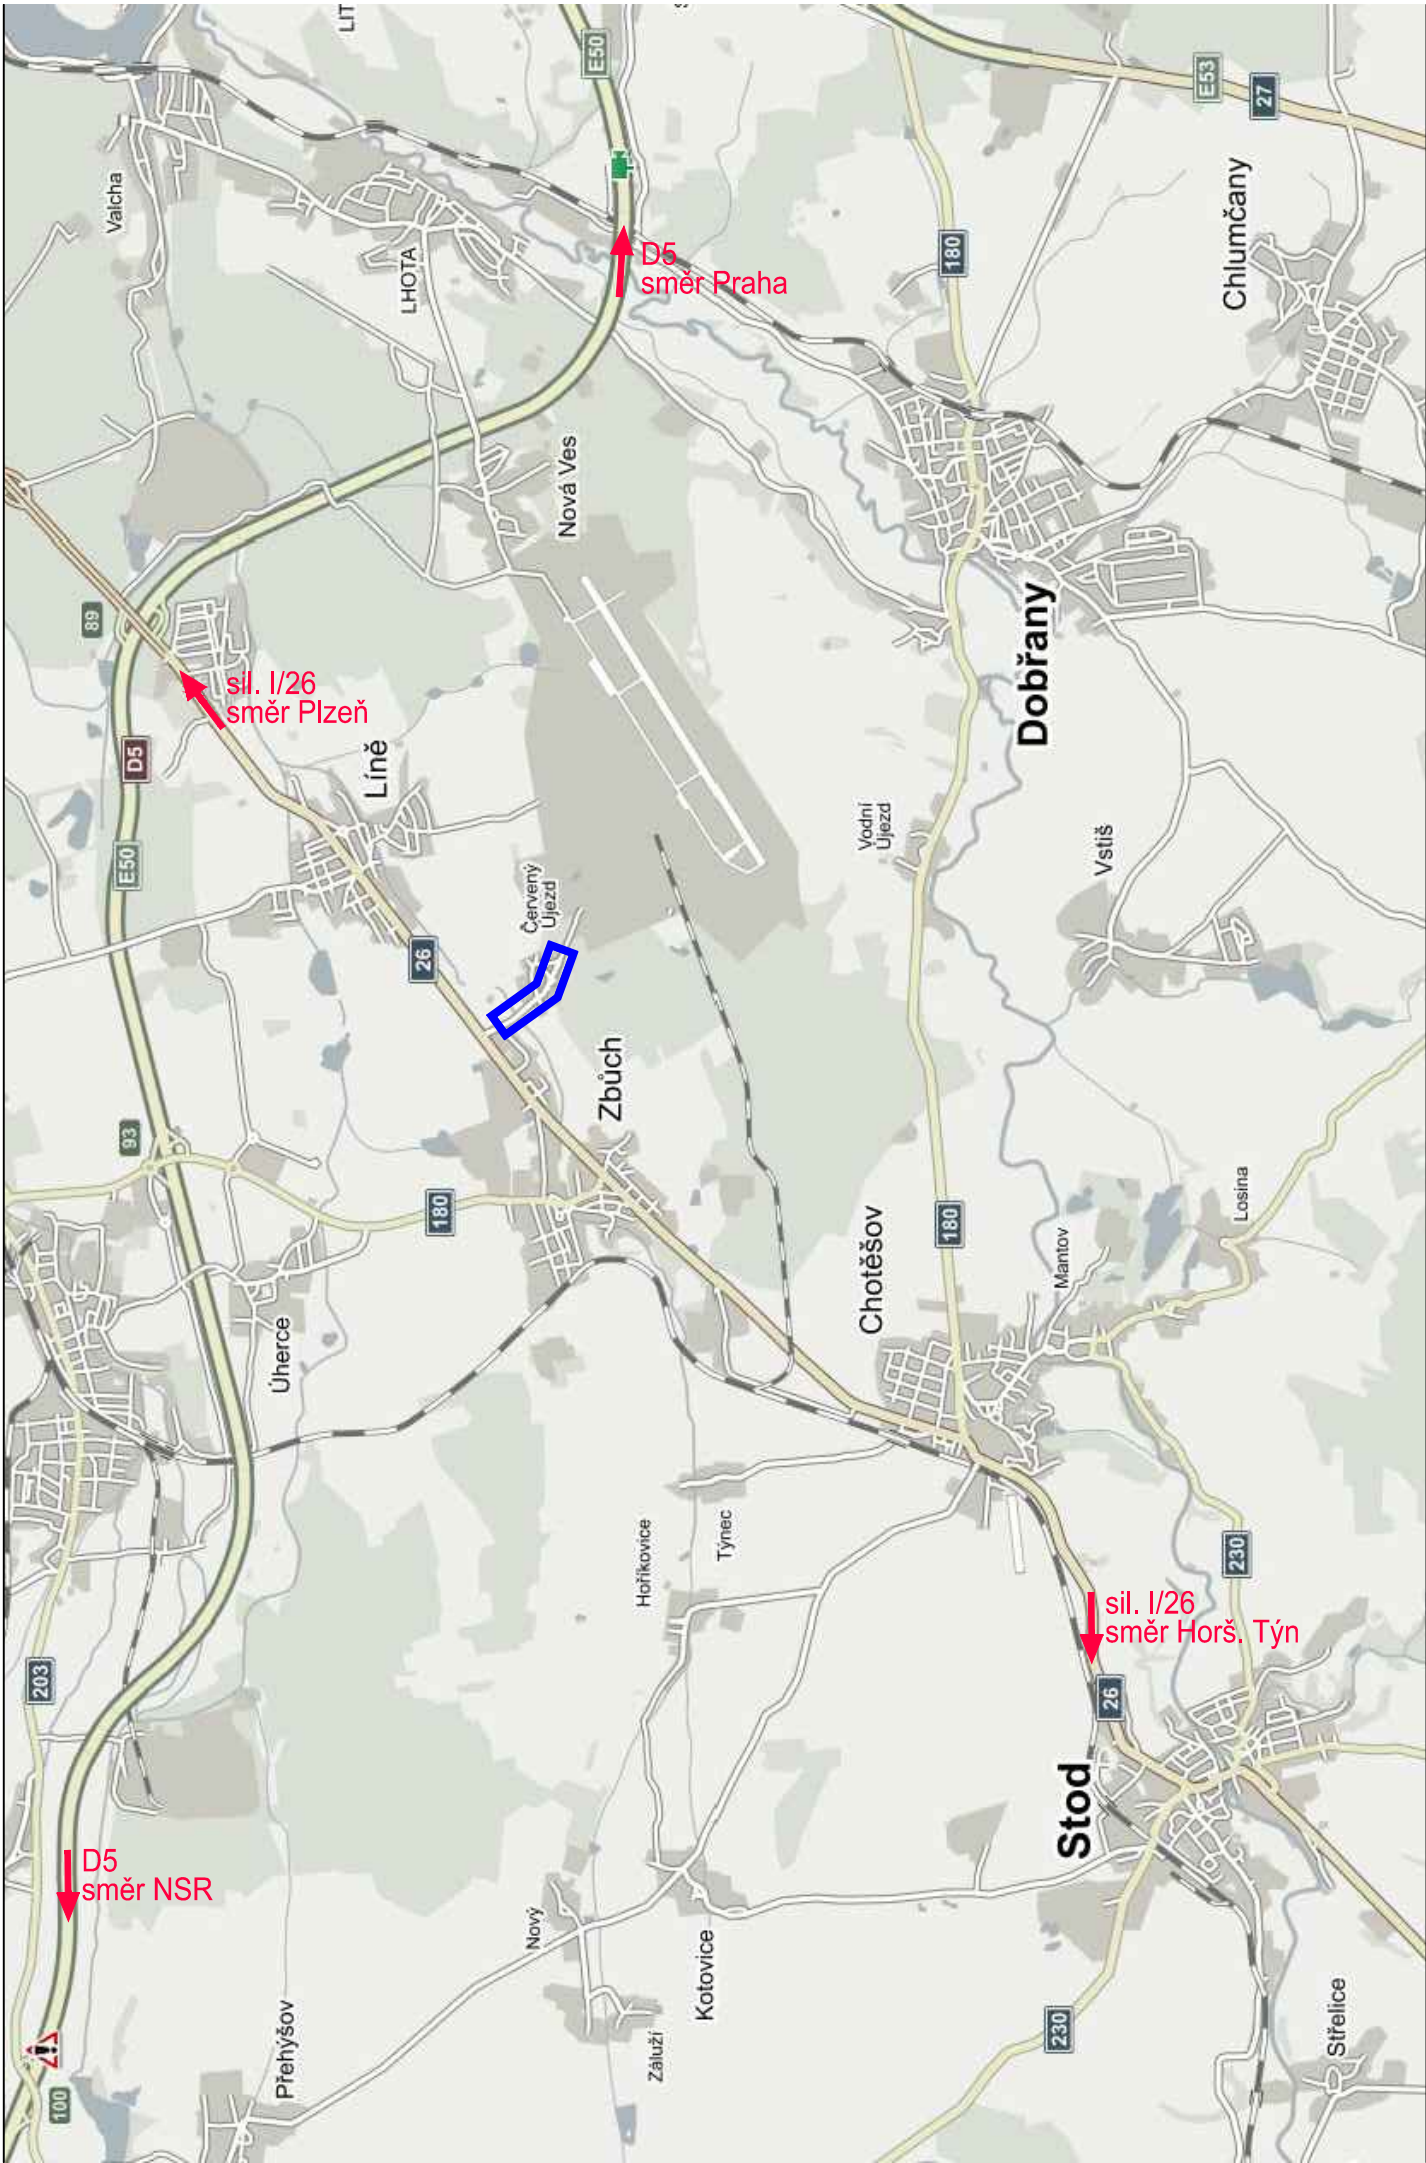 LIT
E50
Valcha
E53
27
D5
směr Praha
LHOTA
180
Chlumčany
Nová Ves
89
sil. I/26
směr Plzeň
D5
Líně
Dobřany
E50
Vodní
Újezd
Vstiš
Červený
Újezd
26
Zbůch
93
180
180
Chotěšov
Mantov
Losina
Úherce
Hoříkovice
Týnec
230
203
sil. I/26
směr Horš. Týn
26
Stod
D5
směr NSR
Nový
Kotovice
Záluží
Přehýšov
230
Střelice
100